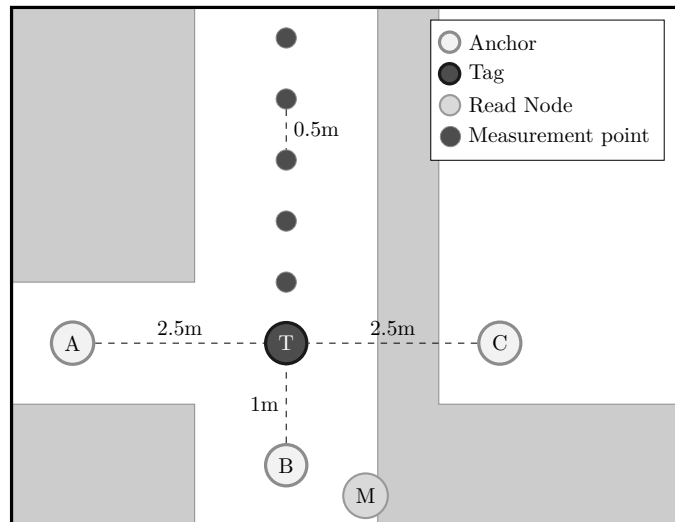 Anchor
Tag
Read Node
Measurement point
0.5m
2.5m
2.5m
A
T
C
1m
B
M